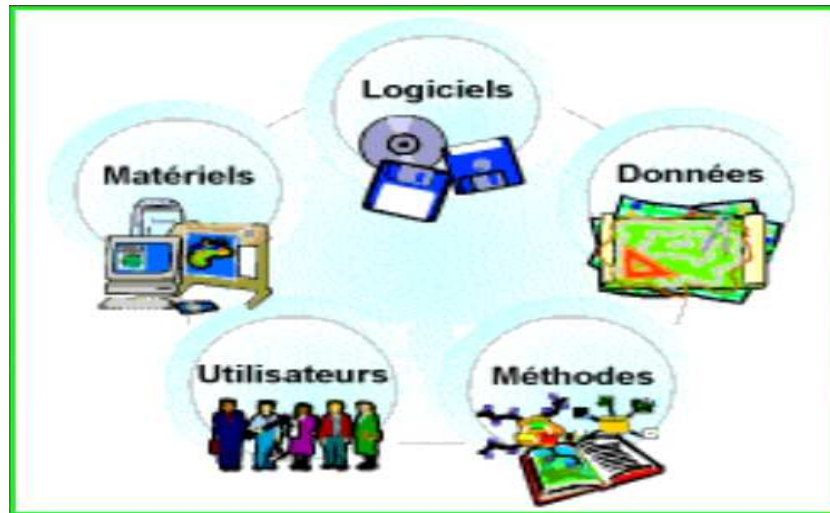 Logiciels
Matériels
Données
Utilisateurs
Méthodes